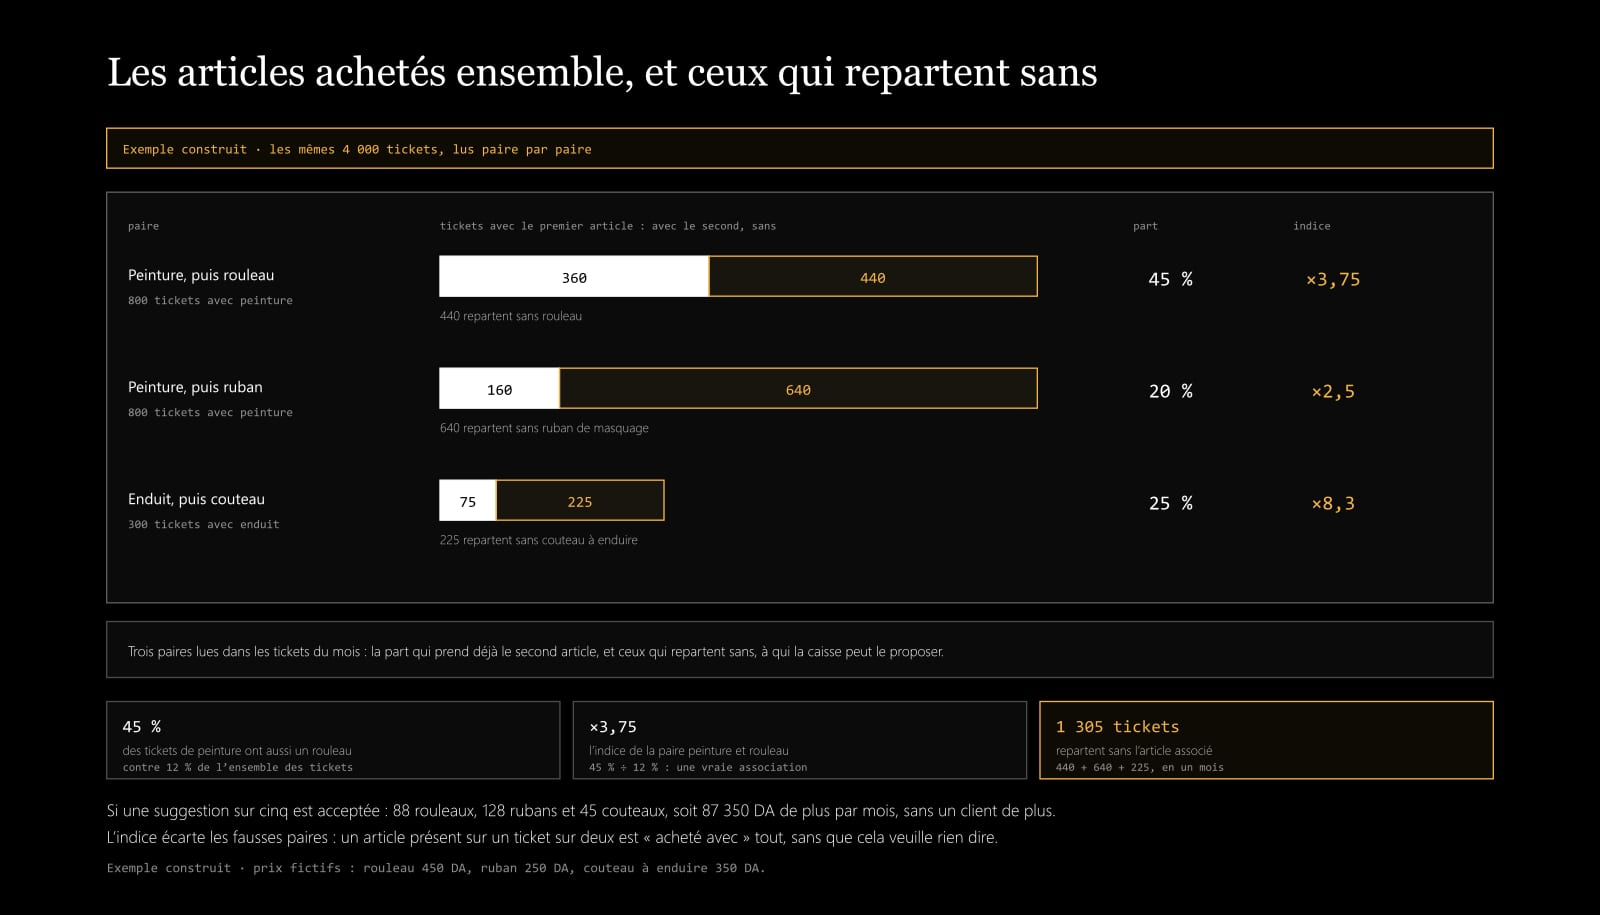 Les articles achetés ensemble, et ceux qui repartent sans
Exemple construit · les mêmes 4 000 tickets, lus paire par paire
paire
tickets avec le premier article : avec le second, sans
part
indice
Peinture, puis rouleau
800 tickets avec peinture
360
440
45 %
×3,75
440 repartent sans rouleau
Peinture, puis ruban
800 tickets avec peinture
160
640
20 %
×2,5
640 repartent sans ruban de masquage
Enduit, puis couteau
300 tickets avec enduit
75
225
25 %
×8,3
225 repartent sans couteau à enduire
Trois paires lues dans les tickets du mois : la part qui prend déjà le second article, et ceux qui repartent sans, à qui la caisse peut le proposer.
45 %
des tickets de peinture ont aussi un rouleau
contre 12 % de l’ensemble des tickets
×3,75
l’indice de la paire peinture et rouleau
45 % ÷ 12 % : une vraie association
1 305 tickets
repartent sans l’article associé
440 + 640 + 225, en un mois
Si une suggestion sur cinq est acceptée : 88 rouleaux, 128 rubans et 45 couteaux, soit 87 350 DA de plus par mois, sans un client de plus.
L’indice écarte les fausses paires : un article présent sur un ticket sur deux est « acheté avec » tout, sans que cela veuille rien dire.
Exemple construit · prix fictifs : rouleau 450 DA, ruban 250 DA, couteau à enduire 350 DA.